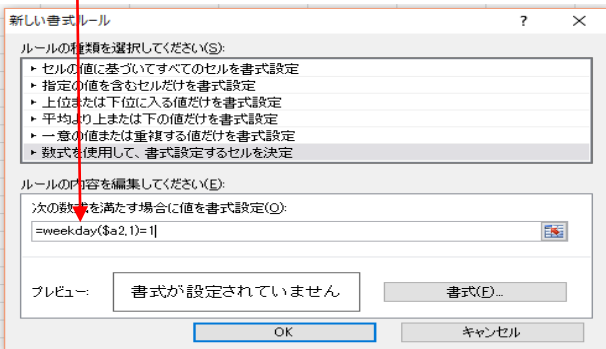 新しい書式ルール ? ×
ルールの種類を選択してください(S):
► セルの値に基づいてすべてのセルを書式設定
► 指定の値を含むセルだけを書式設定
► 上位または下位に入る値だけを書式設定
► 平均より上または下の値だけを書式設定
► 一意の値または重複する値だけを書式設定
► 数式を使用して、書式設定するセルを決定
ルールの内容を編集してください(E):
次の数式を満たす場合に値を書式設定(O):
=weekday($a2,1)=1
プレビュー: 書式が設定されていません 書式(F)...
OK キャンセル